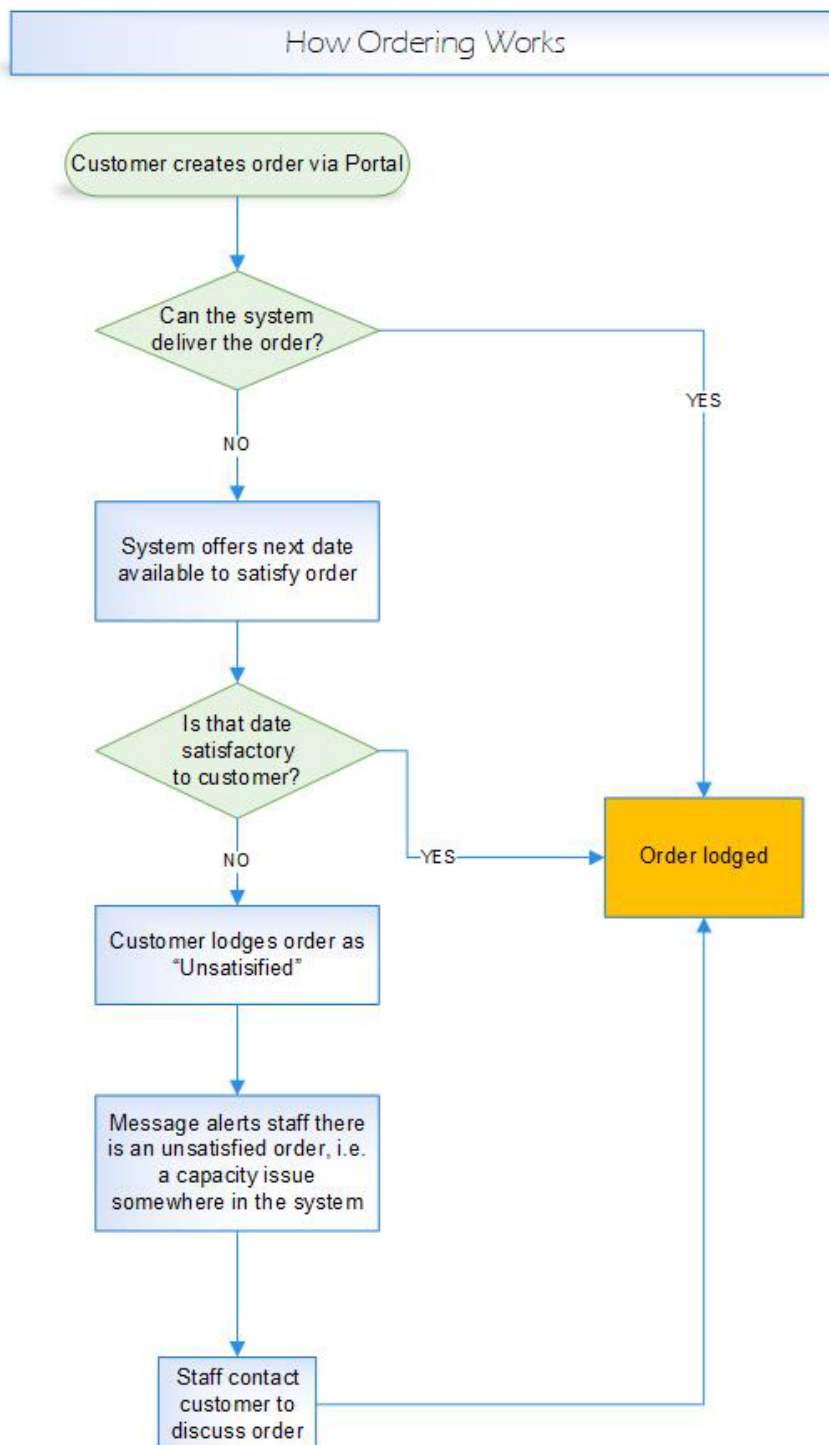 How Ordering Works
Customer creates order via Portal
Can the system
deliver the order?
YES
NO
System offers next date
available to satisfy order
Is that date
satisfactory
to customer?
YES
NO
Order lodged
Customer lodges order as
“Unsatisified”
Message alerts staff there
is an unsatisfied order, i.e.
a capacity issue
somewhere in the system
Staff contact
customer to
discuss order